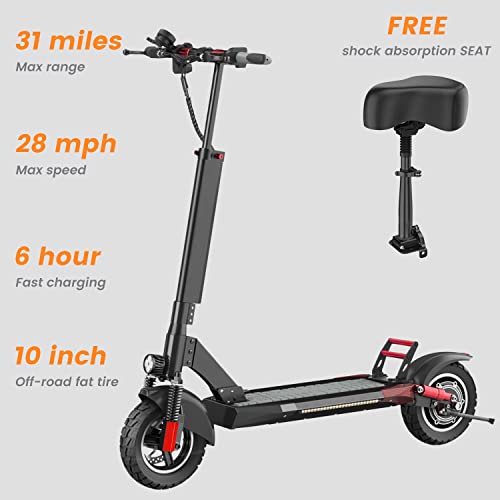 31 miles
Max range
FREE
shock absorption SEAT
28 mph
Max speed
6 hour
Fast charging
10 inch
Off-road fat tire